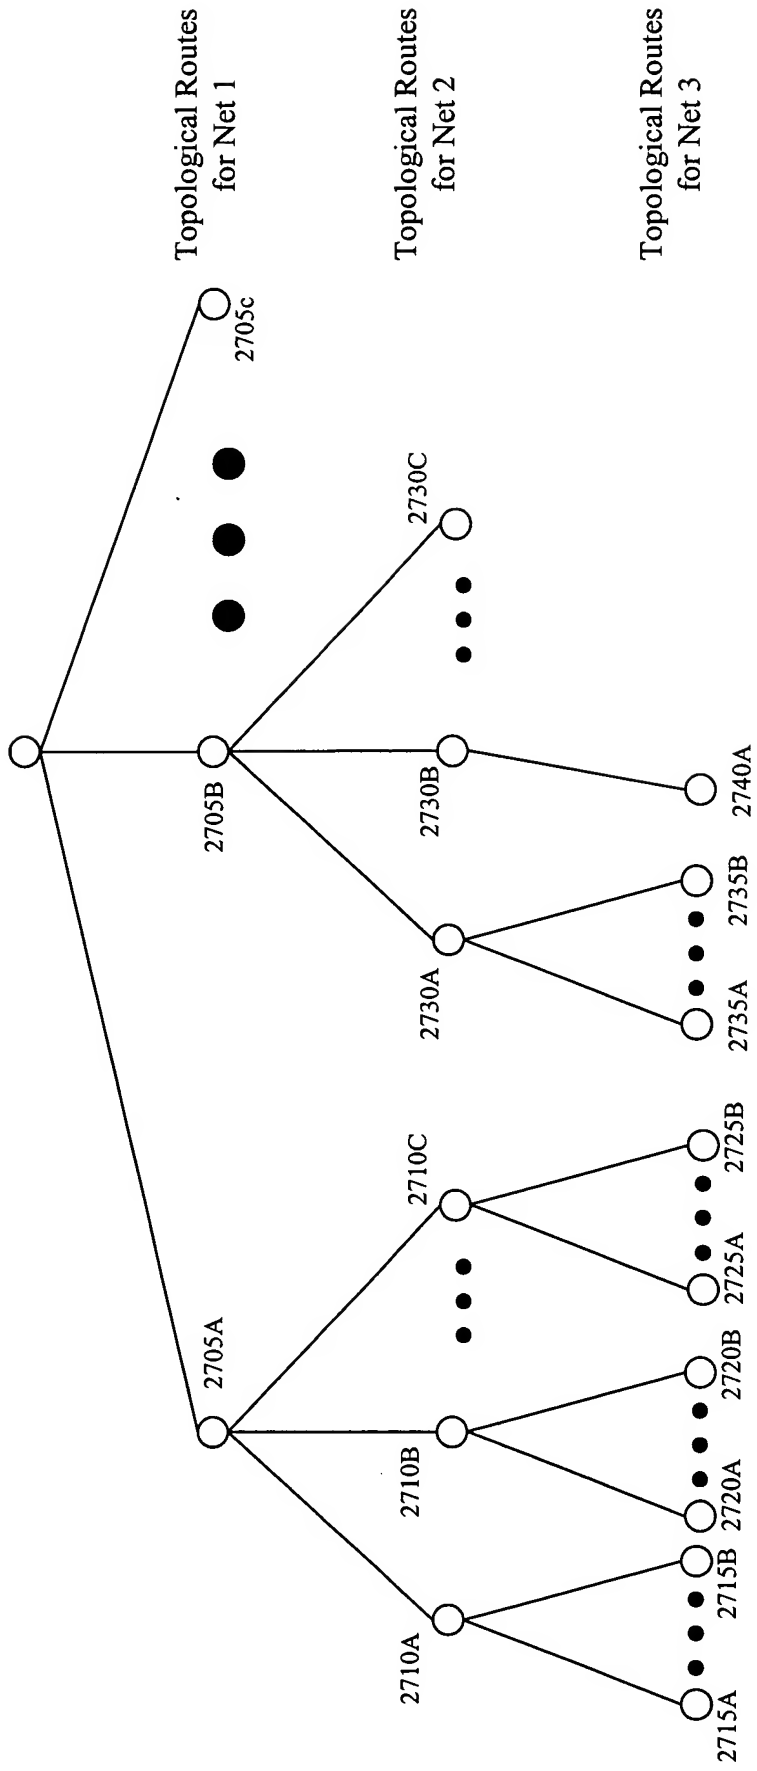 Topological Routes
for Net 1
2705A
2705B
2705c
Topological Routes
for Net 2
2710A
2710B
2710C
2730A
2730B
2730C
Topological Routes
for Net 3
2715A
2715B
2720A
2720B
2725A
2725B
2735A
2735B
2740A